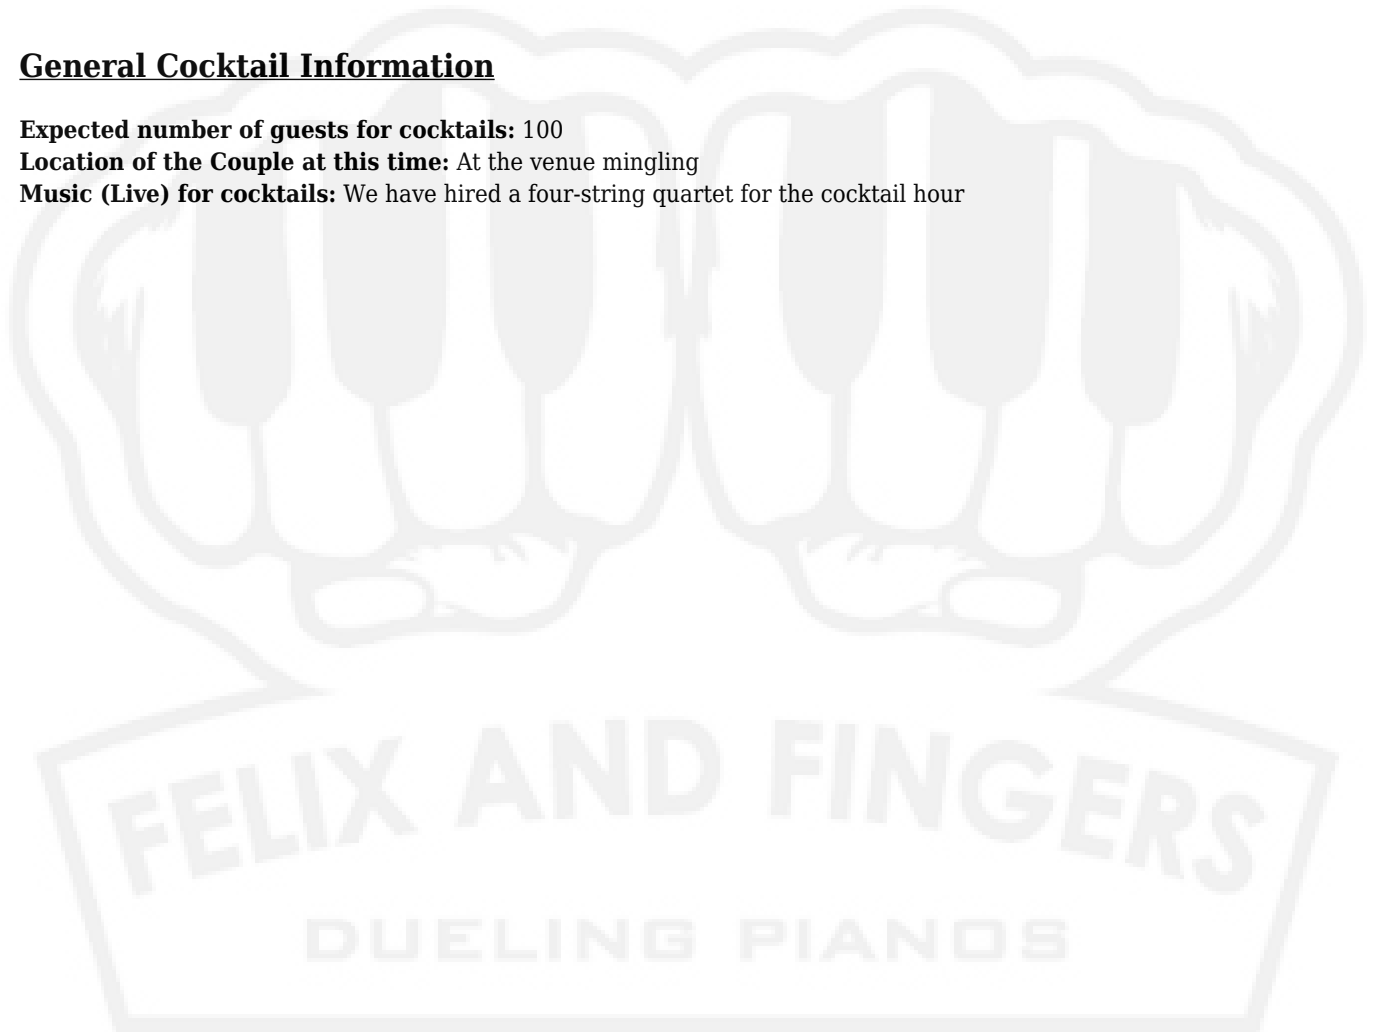 General Cocktail Information
Expected number of guests for cocktails: 100
Location of the Couple at this time: At the venue mingling
Music (Live) for cocktails: We have hired a four-string quartet for the cocktail hour
FELIX AND FINGERS
DUELING PIANOS